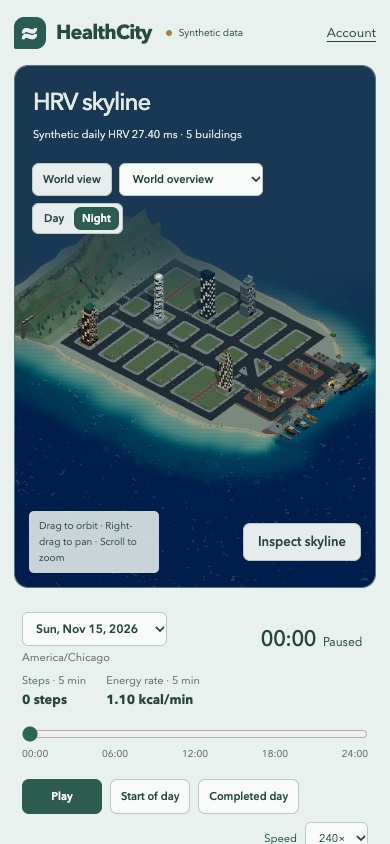 HealthCity
Synthetic data
Account
HRV skyline
Synthetic daily HRV 27.40 ms · 5 buildings
World view
World overview
Day
Night
Drag to orbit · Right-
drag to pan · Scroll to
zoom
Inspect skyline
Sun, Nov 15, 2026
America/Chicago
00:00 Paused
Steps · 5 min
0 steps
Energy rate · 5 min
1.10 kcal/min
00:00 06:00 12:00 18:00 24:00
Play
Start of day
Completed day
Speed
240×